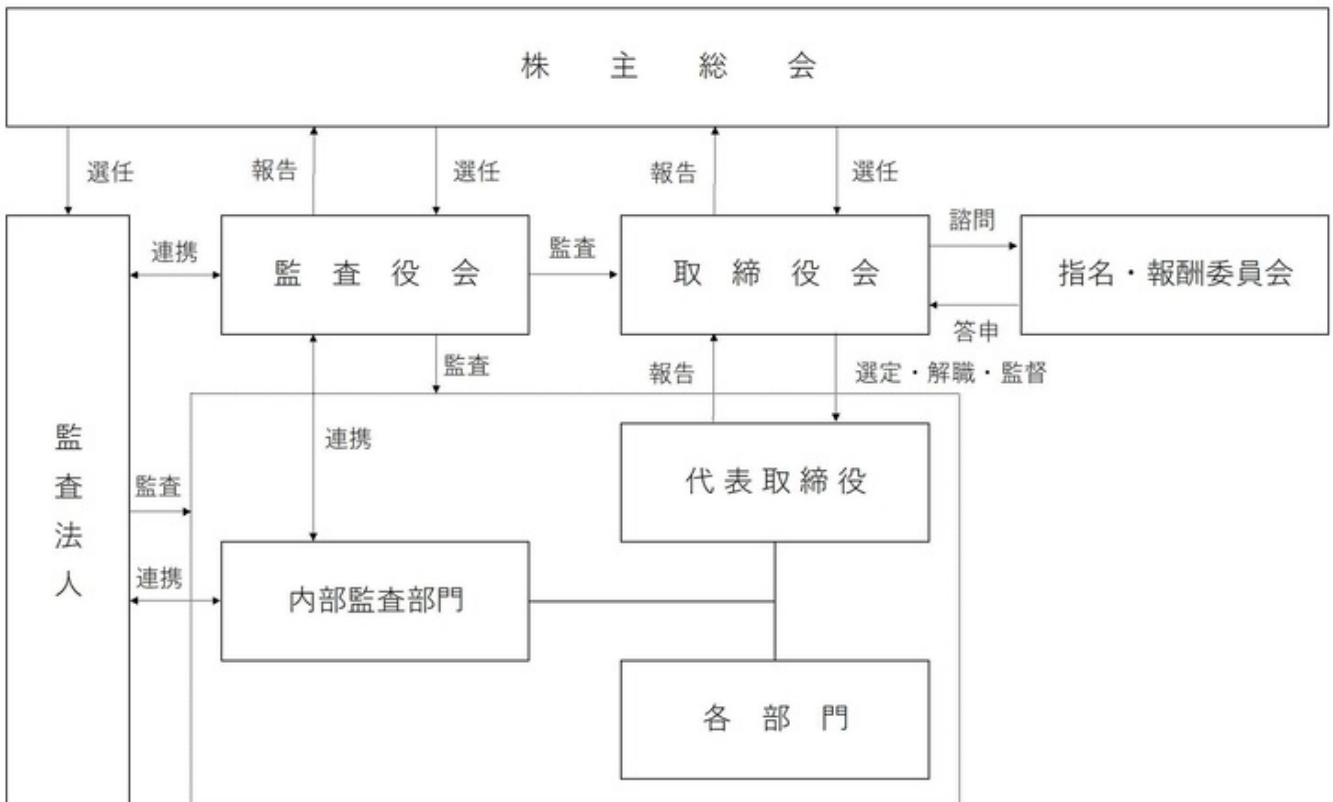 株 主 総 会
選任
報告
選任
報告
選任
連携
監 査 役 会
監査
取 締 役 会
諮問
指名・報酬委員会
答申
監査
報告
選定・解職・監督
連携
代 表 取 締 役
監
査
法
人
監査
連携
内部監査部門
各 部 門